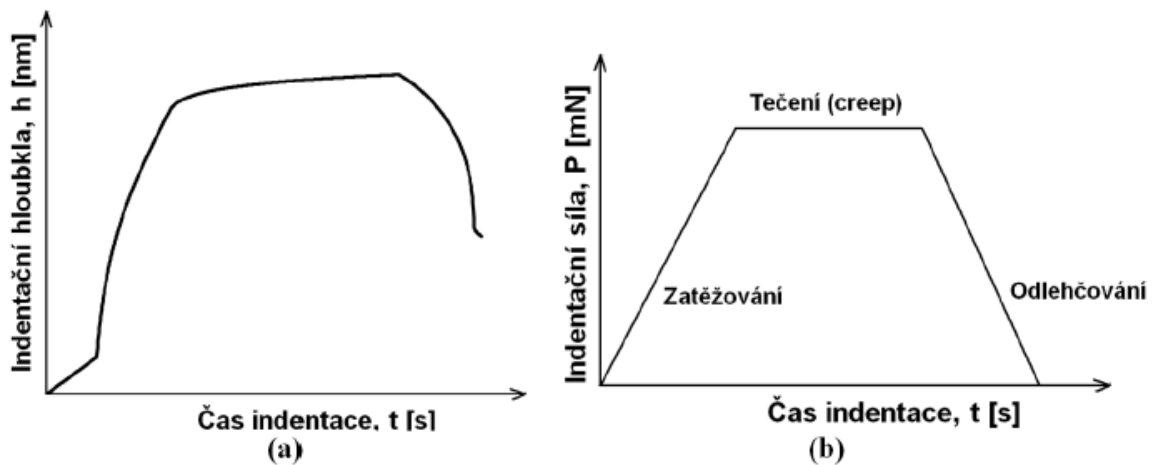 Indentační hloubkla, h [nm]
Čas indentace, t [s]
(a)
Indentační síla, P [mN]
Tečení (creep)
Zatěžování
Odlehčování
Čas indentace, t [s]
(b)